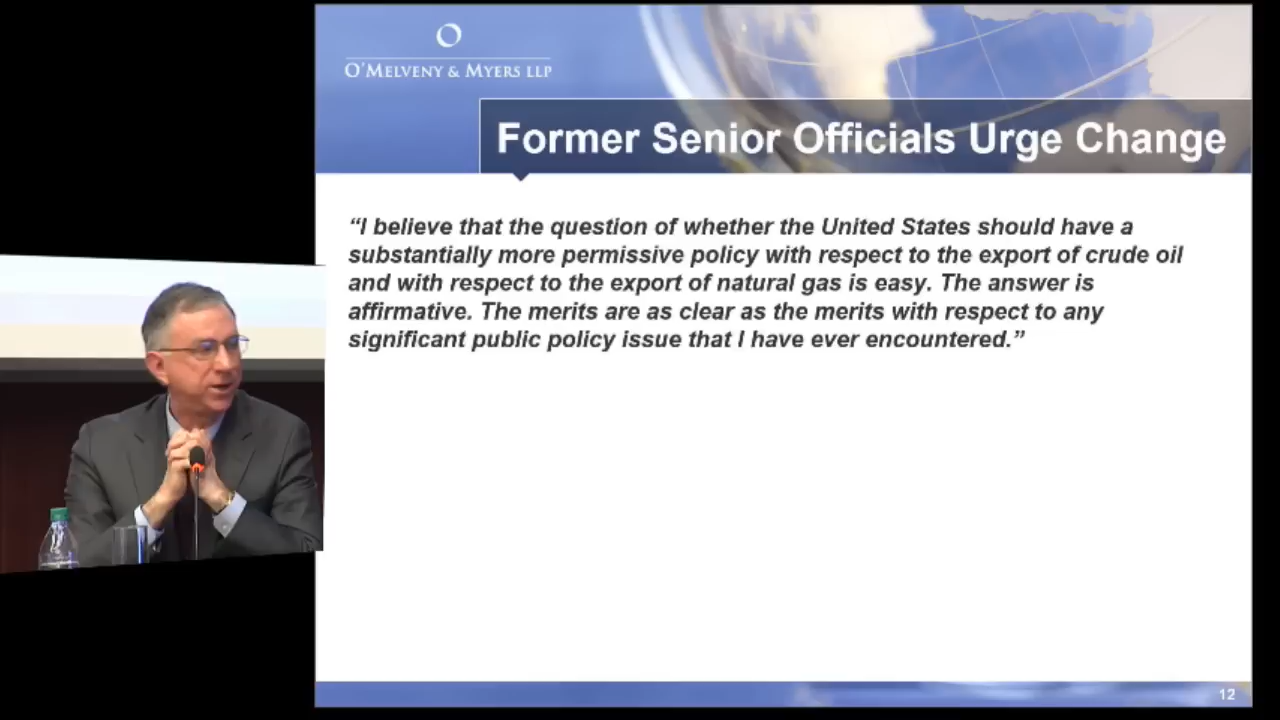 O'MELVENY & MYERS LLP
Former Senior Officials Urge Change
“I believe that the question of whether the United States should have a
substantially more permissive policy with respect to the export of crude oil
and with respect to the export of natural gas is easy. The answer is
affirmative. The merits are as clear as the merits with respect to any
significant public policy issue that I have ever encountered.”
12